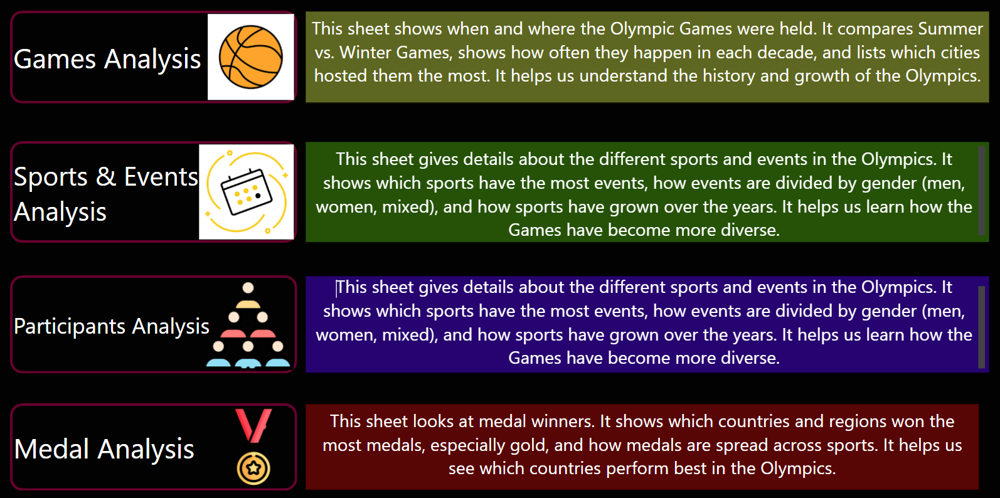 Games Analysis
This sheet shows when and where the Olympic Games were held. It compares Summer
vs. Winter Games, shows how often they happen in each decade, and lists which cities
hosted them the most. It helps us understand the history and growth of the Olympics.
Sports & Events
Analysis
This sheet gives details about the different sports and events in the Olympics. It
shows which sports have the most events, how events are divided by gender (men,
women, mixed), and how sports have grown over the years. It helps us learn how the
Games have become more diverse.
Participants Analysis
This sheet gives details about the different sports and events in the Olympics. It
shows which sports have the most events, how events are divided by gender (men,
women, mixed), and how sports have grown over the years. It helps us learn how the
Games have become more diverse.
Medal Analysis
This sheet looks at medal winners. It shows which countries and regions won the
most medals, especially gold, and how medals are spread across sports. It helps us
see which countries perform best in the Olympics.